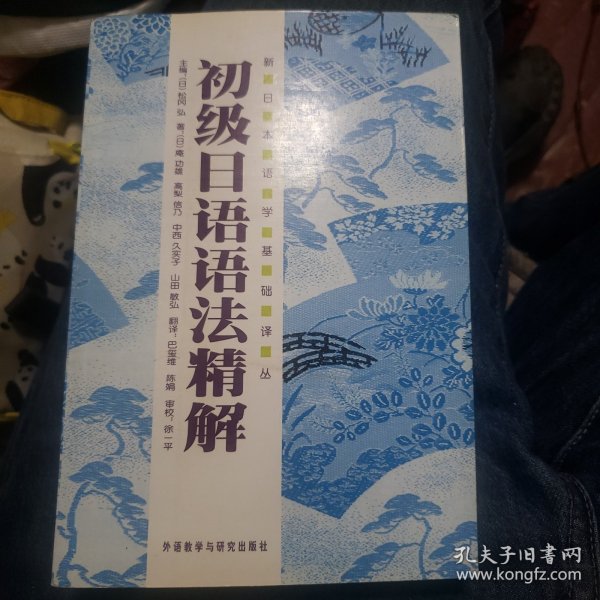 新日本语学基础译丛
初级日语语法精解
主编:(日)松冈 弘 著:(日)庵 功雄 高梨 信乃 中西 久实子 山田 敏弘 翻译:巴玺维 陈娟 审校:徐一平
外语教学与研究出版社
孔夫子旧书网
www.kongfz.com